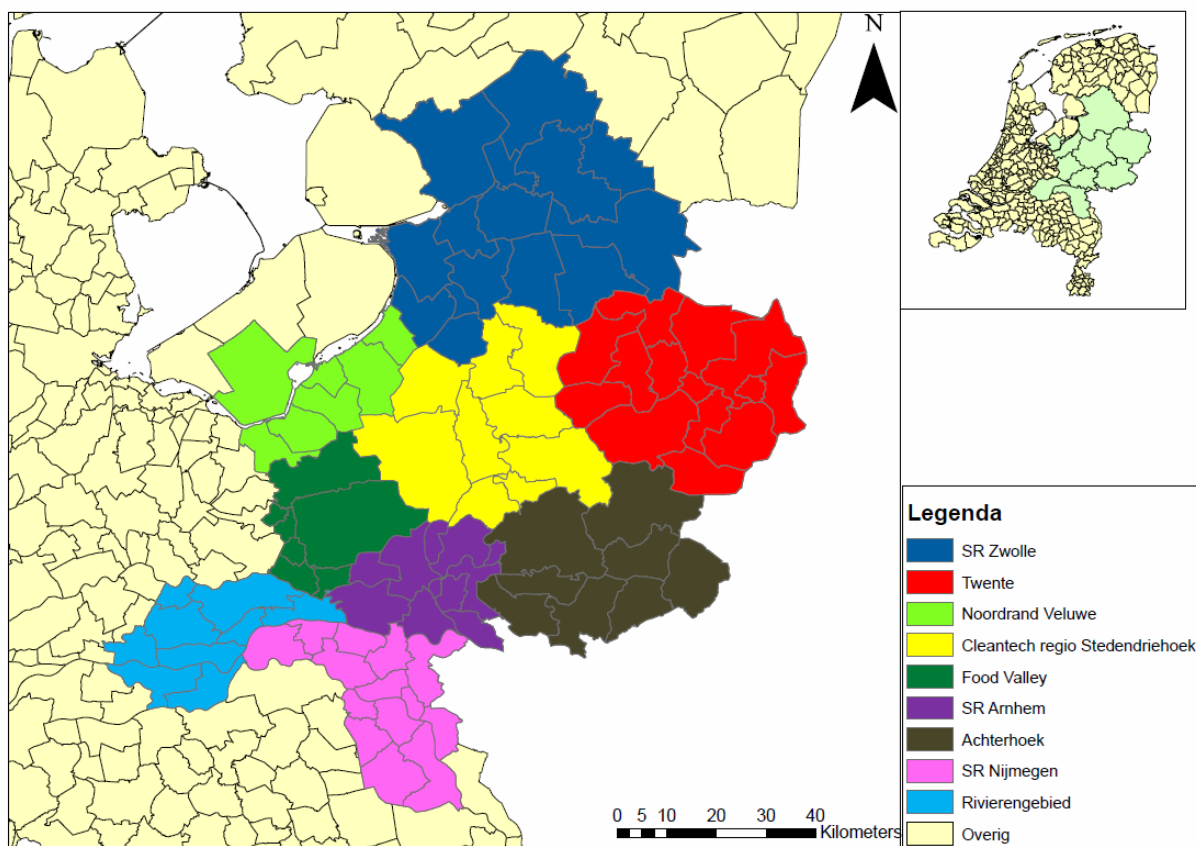 N
Legenda
SR Zwolle
Twente
Noordrand Veluwe
Cleantech regio Stedendriehoek
Food Valley
SR Arnhem
Achterhoek
SR Nijmegen
Rivierengebied
Overig
0 5 10 20 30 40
Kilometers